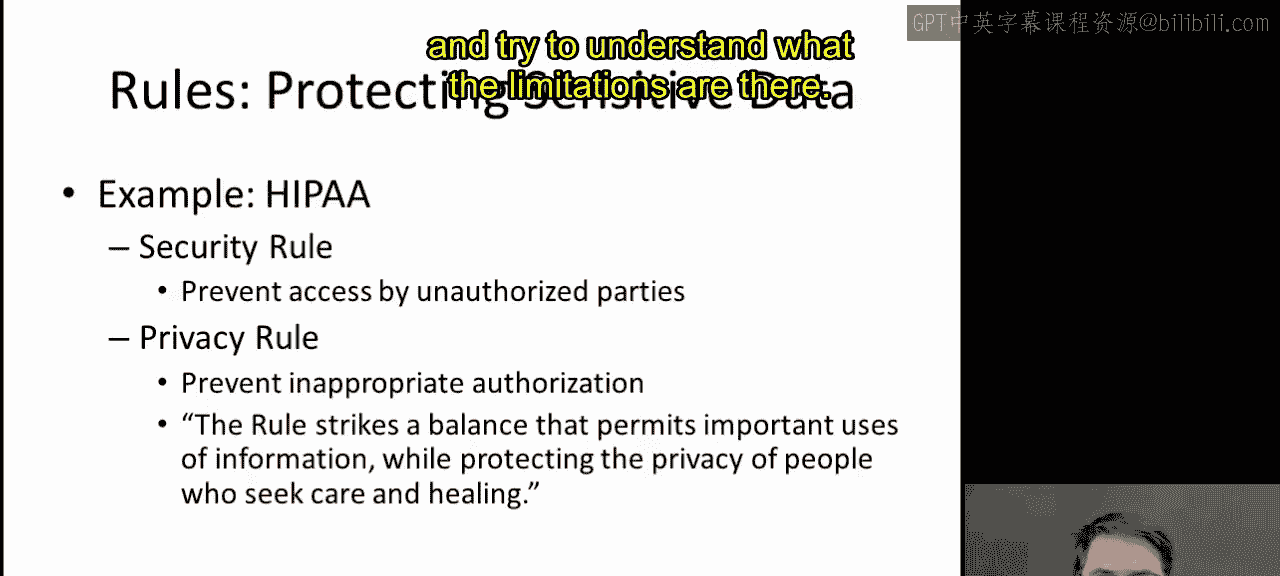 GPT中英字幕课程资源@bilibili.com
and try to understand what
the limitations are there.
Rules: Protecting Sensitive Data
• Example: HIPAA
– Security Rule
• Prevent access by unauthorized parties
– Privacy Rule
• Prevent inappropriate authorization
• “The Rule strikes a balance that permits important uses
of information, while protecting the privacy of people
who seek care and healing.”